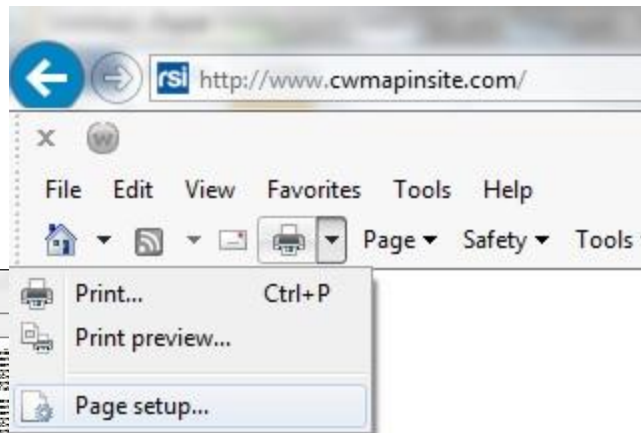 rsi http://www.cwmapinsite.com/
x w
File Edit View Favorites Tools Help
Page Safety Tools
Print... Ctrl+P
Print preview...
Page setup...